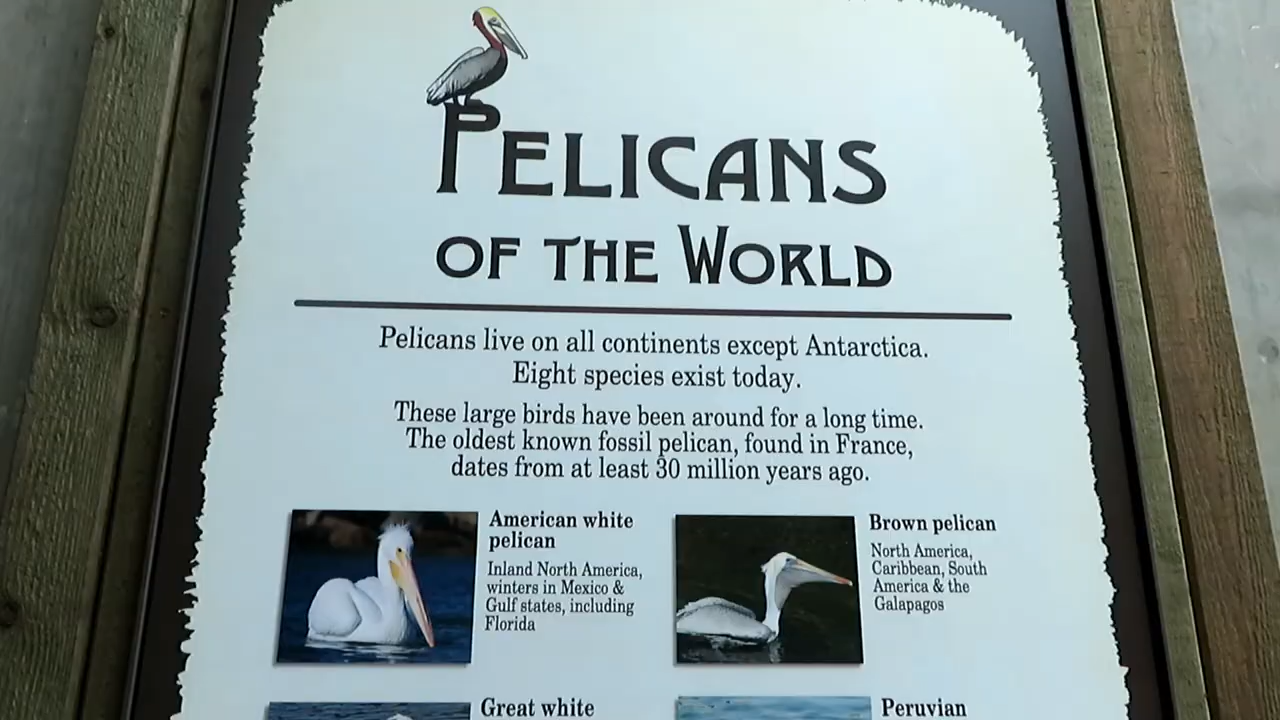 PELICANS
OF THE WORLD
Pelicans live on all continents except Antarctica.
Eight species exist today.
These large birds have been around for a long time.
The oldest known fossil pelican, found in France,
dates from at least 30 million years ago.
American white
pelican
Inland North America,
winters in Mexico &
Gulf states, including
Florida
Brown pelican
North America,
Caribbean, South
America & the
Galapagos
Great white
Peruvian